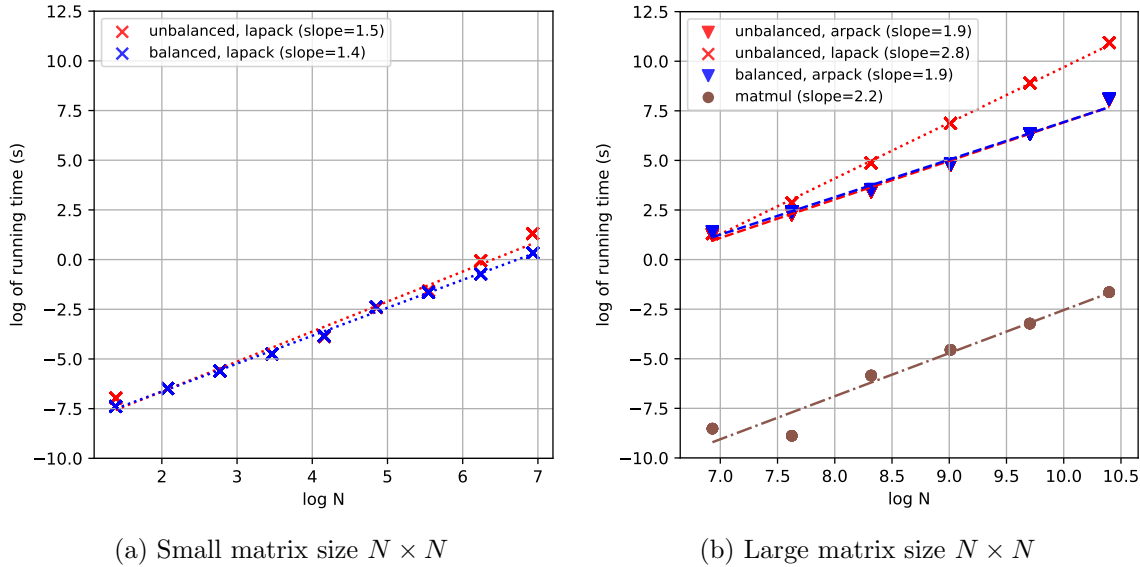 12.5
10.0
7.5
5.0
2.5
0.0
−2.5
−5.0
−7.5
−10.0
log of running time (s)
unbalanced, lapack (slope=1.5)
balanced, lapack (slope=1.4)
2 3 4 5 6 7
log N
(a) Small matrix size N × N
12.5
10.0
7.5
5.0
2.5
0.0
−2.5
−5.0
−7.5
−10.0
log of running time (s)
unbalanced, arpack (slope=1.9)
unbalanced, lapack (slope=2.8)
balanced, arpack (slope=1.9)
matmul (slope=2.2)
7.0 7.5 8.0 8.5 9.0 9.5 10.0 10.5
log N
(b) Large matrix size N × N